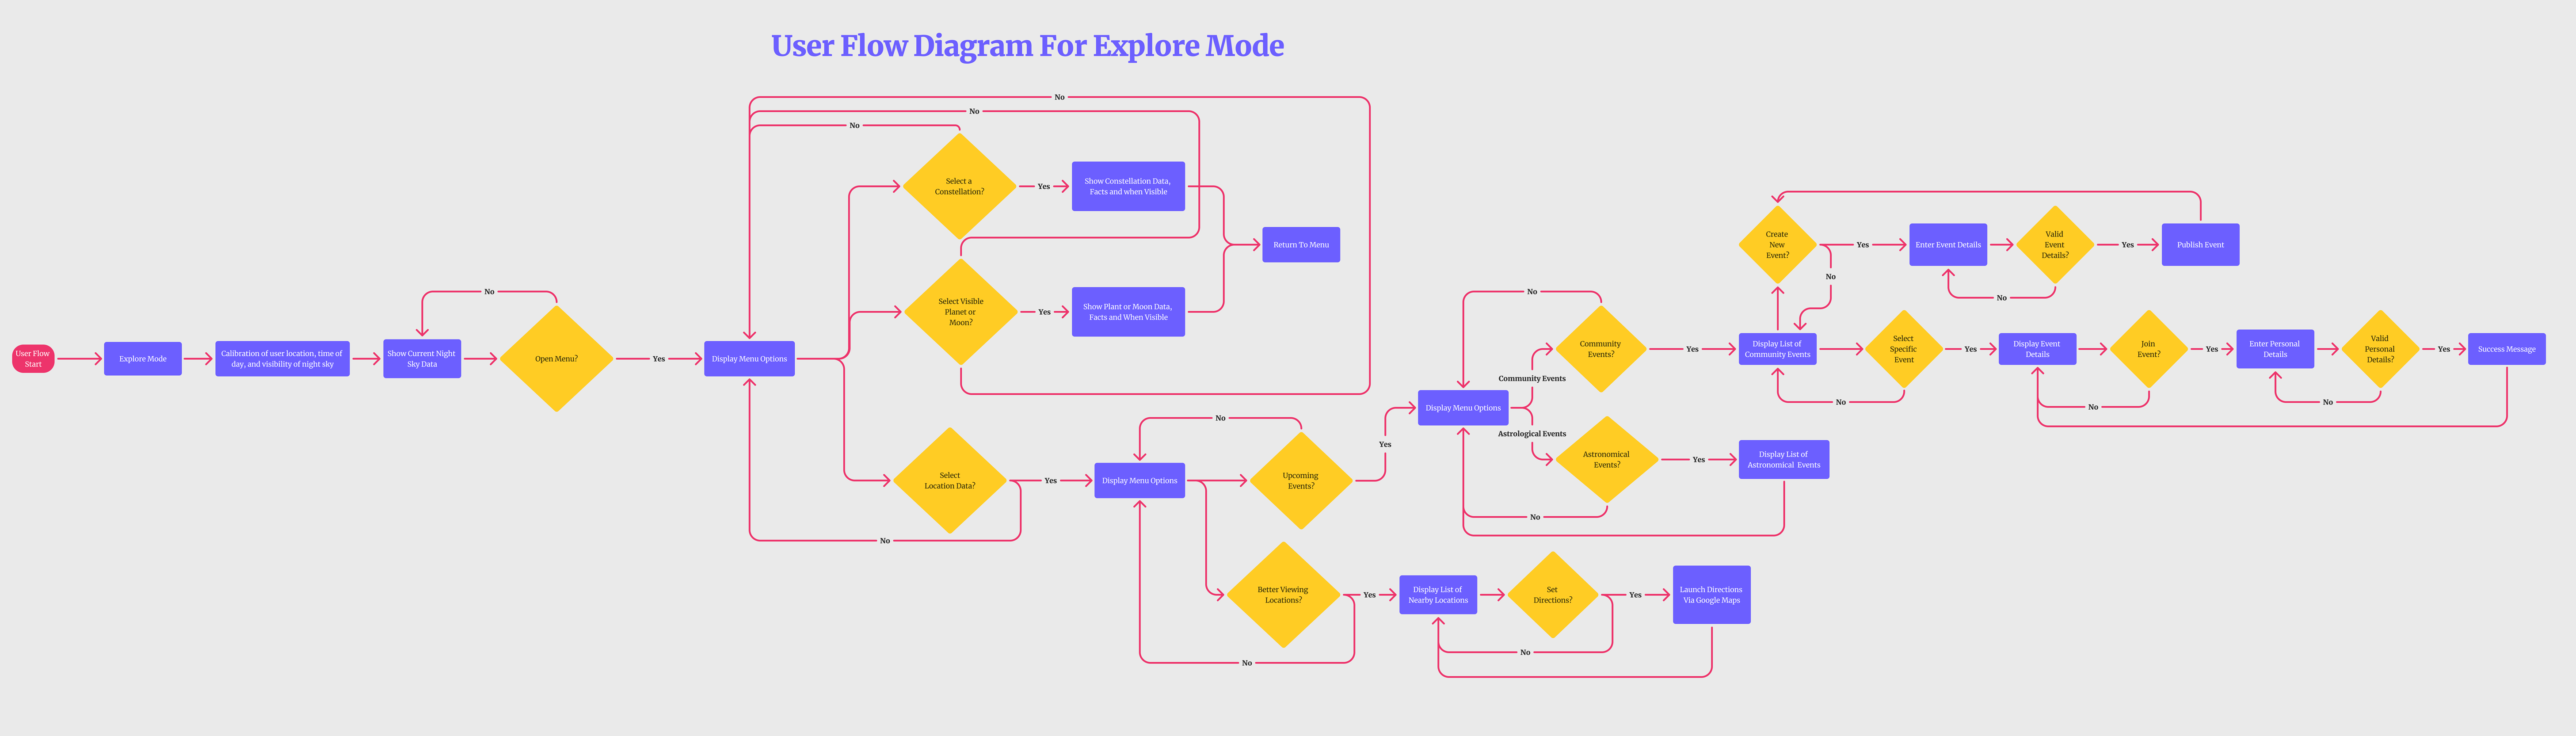 User Flow Diagram For Explore Mode
User Flow
Start
Explore Mode
Calibration of user location, time of
day, and visibility of night sky
Show Current Night
Sky Data
No
Open Menu?
Yes
Display Menu Options
No
No
No
Select a
Constellation?
Yes
Show Constellation Data,
Facts and when Visible
Select Visible
Planet or
Moon?
Yes
Show Plant or Moon Data,
Facts and When Visible
Return To Menu
Select
Location Data?
Yes
No
Display Menu Options
No
Upcoming
Events?
Yes
Better Viewing
Locations?
Yes
No
Display List of
Nearby Locations
Set
Directions?
Yes
No
Launch Directions
Via Google Maps
Display Menu Options
No
Community Events
Astrological Events
Community
Events?
Yes
Astronomical
Events?
Yes
No
Display List of
Astronomical Events
Display List of
Community Events
Create
New
Event?
Yes
No
Enter Event Details
Valid
Event
Details?
Yes
No
Publish Event
Select
Specific
Event
Yes
No
Display Event
Details
Join
Event?
Yes
No
Enter Personal
Details
Valid
Personal
Details?
Yes
No
Success Message